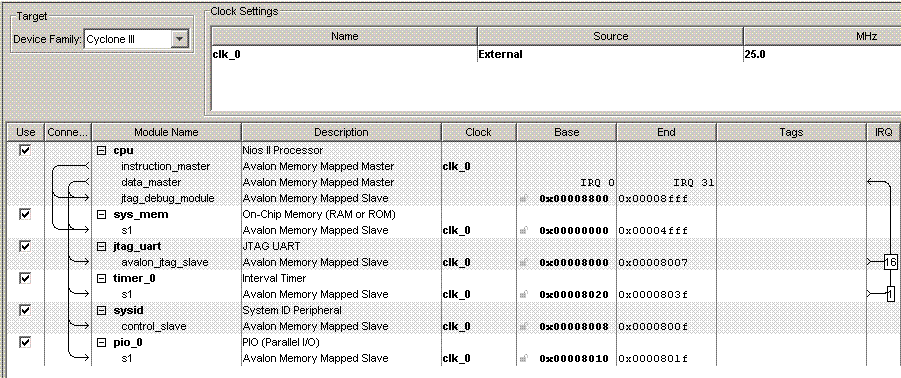 Target
Device Family: Cyclone III
Clock Settings
Name Source MHz
clk_0 External 25.0
Use Conne... Module Name Description Clock Base End Tags IRQ
cpu Nios II Processor
instruction_master Avalon Memory Mapped Master clk_0
data_master Avalon Memory Mapped Master IRQ 0 IRQ 31
jtag_debug_module Avalon Memory Mapped Slave 0x00008800 0x00008fff
sys_mem On-Chip Memory (RAM or ROM)
s1 Avalon Memory Mapped Slave clk_0 0x00000000 0x00004fff
jtag_uart JTAG UART
avalon_jtag_slave Avalon Memory Mapped Slave clk_0 0x00008000 0x00008007 16
timer_0 Interval Timer
s1 Avalon Memory Mapped Slave clk_0 0x00008020 0x0000803f 1
sysid System ID Peripheral
control_slave Avalon Memory Mapped Slave clk_0 0x00008008 0x0000800f
pio_0 PIO (Parallel I/O)
s1 Avalon Memory Mapped Slave clk_0 0x00008010 0x0000801f